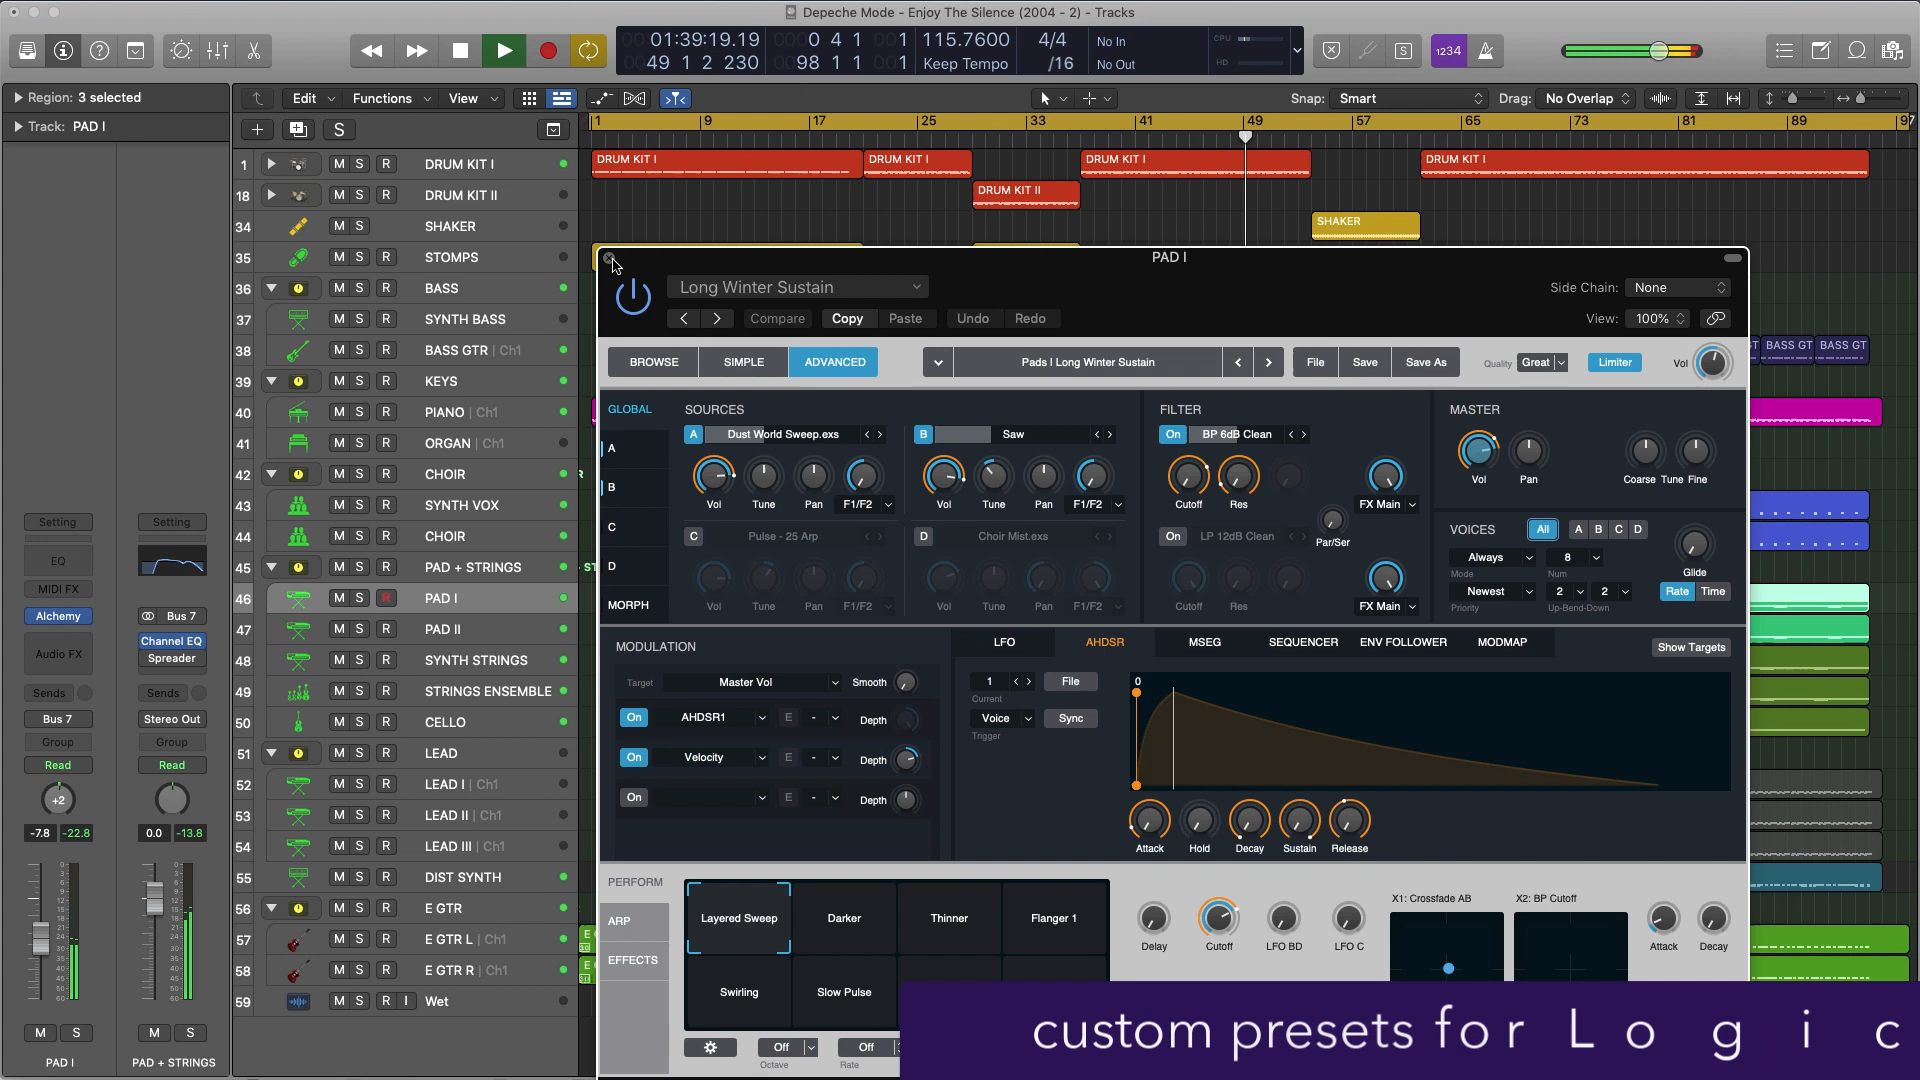 Depeche Mode - Enjoy The Silence (2004 - 2) - Tracks
01:39:19.19 0 4 1 1 115.7600 4/4 No In CPU
49 1 2 230 98 1 1 1 Keep Tempo /16 No Out HD
1234
Region: 3 selected
Edit Functions View
Snap: Smart Drag: No Overlap
Track: PAD I
S
1 9 17 25 33 41 49 57 65 73 81 89 97
1 M S R DRUM KIT I
DRUM KIT I DRUM KIT I DRUM KIT I DRUM KIT I
18 M S R DRUM KIT II
DRUM KIT II
34 M S SHAKER
SHAKER
35 M S R STOMPS
36 M S R BASS
37 M S R SYNTH BASS
38 M S R BASS GTR | Ch1
BASS GT BASS GT
39 M S R KEYS
40 M S R PIANO | Ch1
41 M S R ORGAN | Ch1
42 M S R CHOIR
43 M S R SYNTH VOX
44 M S R CHOIR
45 M S R PAD + STRINGS
46 M S R PAD I
47 M S R PAD II
48 M S R SYNTH STRINGS
49 M S R STRINGS ENSEMBLE
50 M S R CELLO
51 M S R LEAD
52 M S R LEAD I | Ch1
53 M S R LEAD II | Ch1
54 M S R LEAD III | Ch1
55 M S R DIST SYNTH
56 M S R E GTR
57 M S R E GTR L | Ch1
58 M S R E GTR R | Ch1
59 M S R I Wet
Setting Setting
EQ
MIDI FX
Alchemy Bus 7
Channel EQ
Audio FX Spreader
Sends Sends
Bus 7 Stereo Out
Group Group
Read Read
+2
-7.8 -22.8 0.0 -13.8
M S M S
PAD I PAD + STRINGS
PAD I
Long Winter Sustain
Side Chain: None
Compare Copy Paste Undo Redo
View: 100%
BROWSE SIMPLE ADVANCED Pads I Long Winter Sustain File Save Save As Quality Great Limiter Vol
GLOBAL SOURCES FILTER MASTER
A Dust World Sweep.exs B Saw On BP 6dB Clean
A
B
C
D
MORPH
Vol Tune Pan F1/F2 Vol Tune Pan F1/F2 Cutoff Res FX Main
Vol Pan Coarse Tune Fine
C Pulse - 25 Arp D Choir Mist.exs On LP 12dB Clean Par/Ser
Vol Tune Pan F1/F2 Vol Tune Pan F1/F2 Cutoff Res FX Main
VOICES All A B C D
Always 8
Mode Num Glide
Newest 2 2 Rate Time
Priority Up-Bend-Down
MODULATION LFO AHDSR MSEG SEQUENCER ENV FOLLOWER MODMAP Show Targets
Target Master Vol Smooth
On AHDSR1 E - Depth
On Velocity E - Depth
On E - Depth
1 File
Current
Voice Sync
Trigger
0
Attack Hold Decay Sustain Release
PERFORM
ARP
EFFECTS
Layered Sweep Darker Thinner Flanger 1
Swirling Slow Pulse
Delay Cutoff LFO BD LFO C
X1: Crossfade AB X2: BP Cutoff
Attack Decay
Off Off
Octave Rate
custom presets for Logic